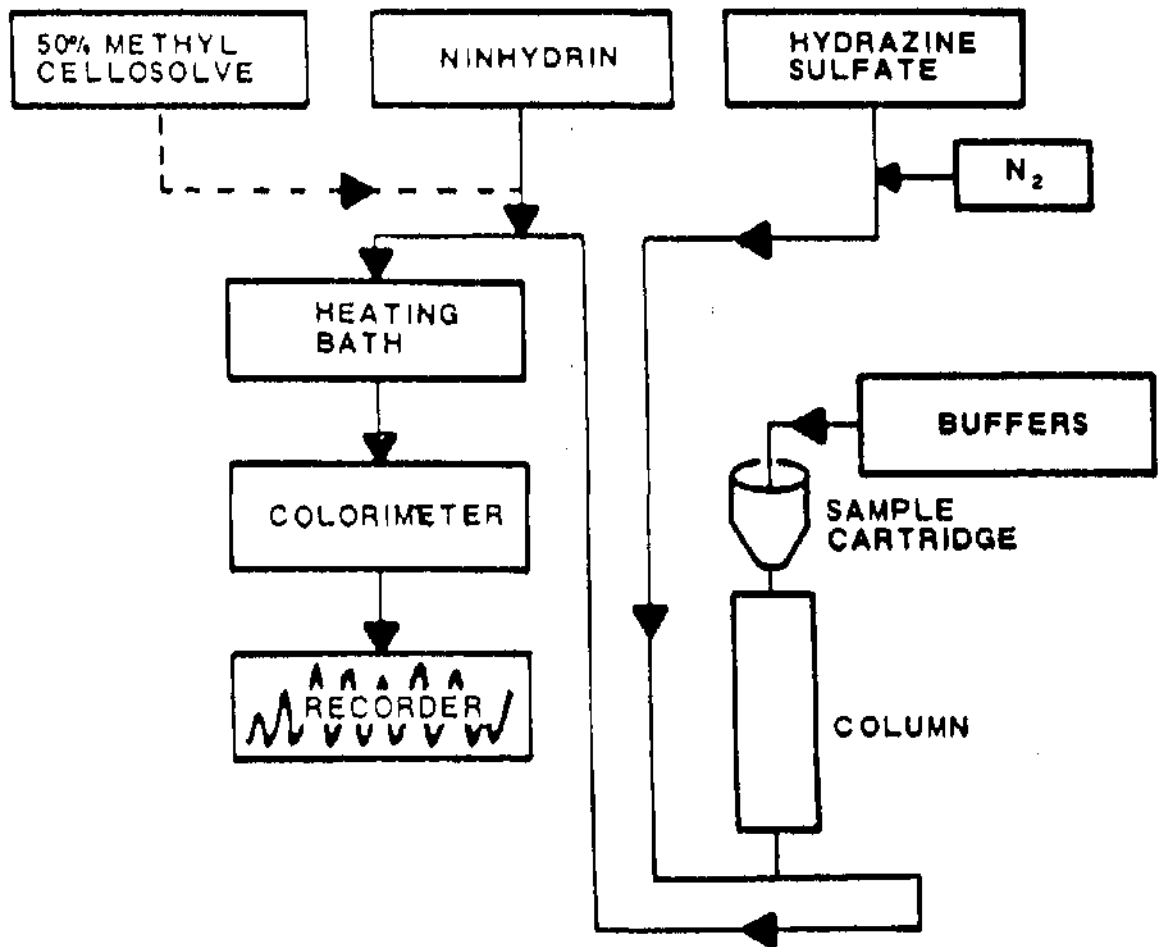 50% METHYL
CELLOSOLVE
NINHYDRIN
HYDRAZINE
SULFATE
N₂
HEATING
BATH
BUFFERS
COLORIMETER
SAMPLE
CARTRIDGE
RECORDER
COLUMN